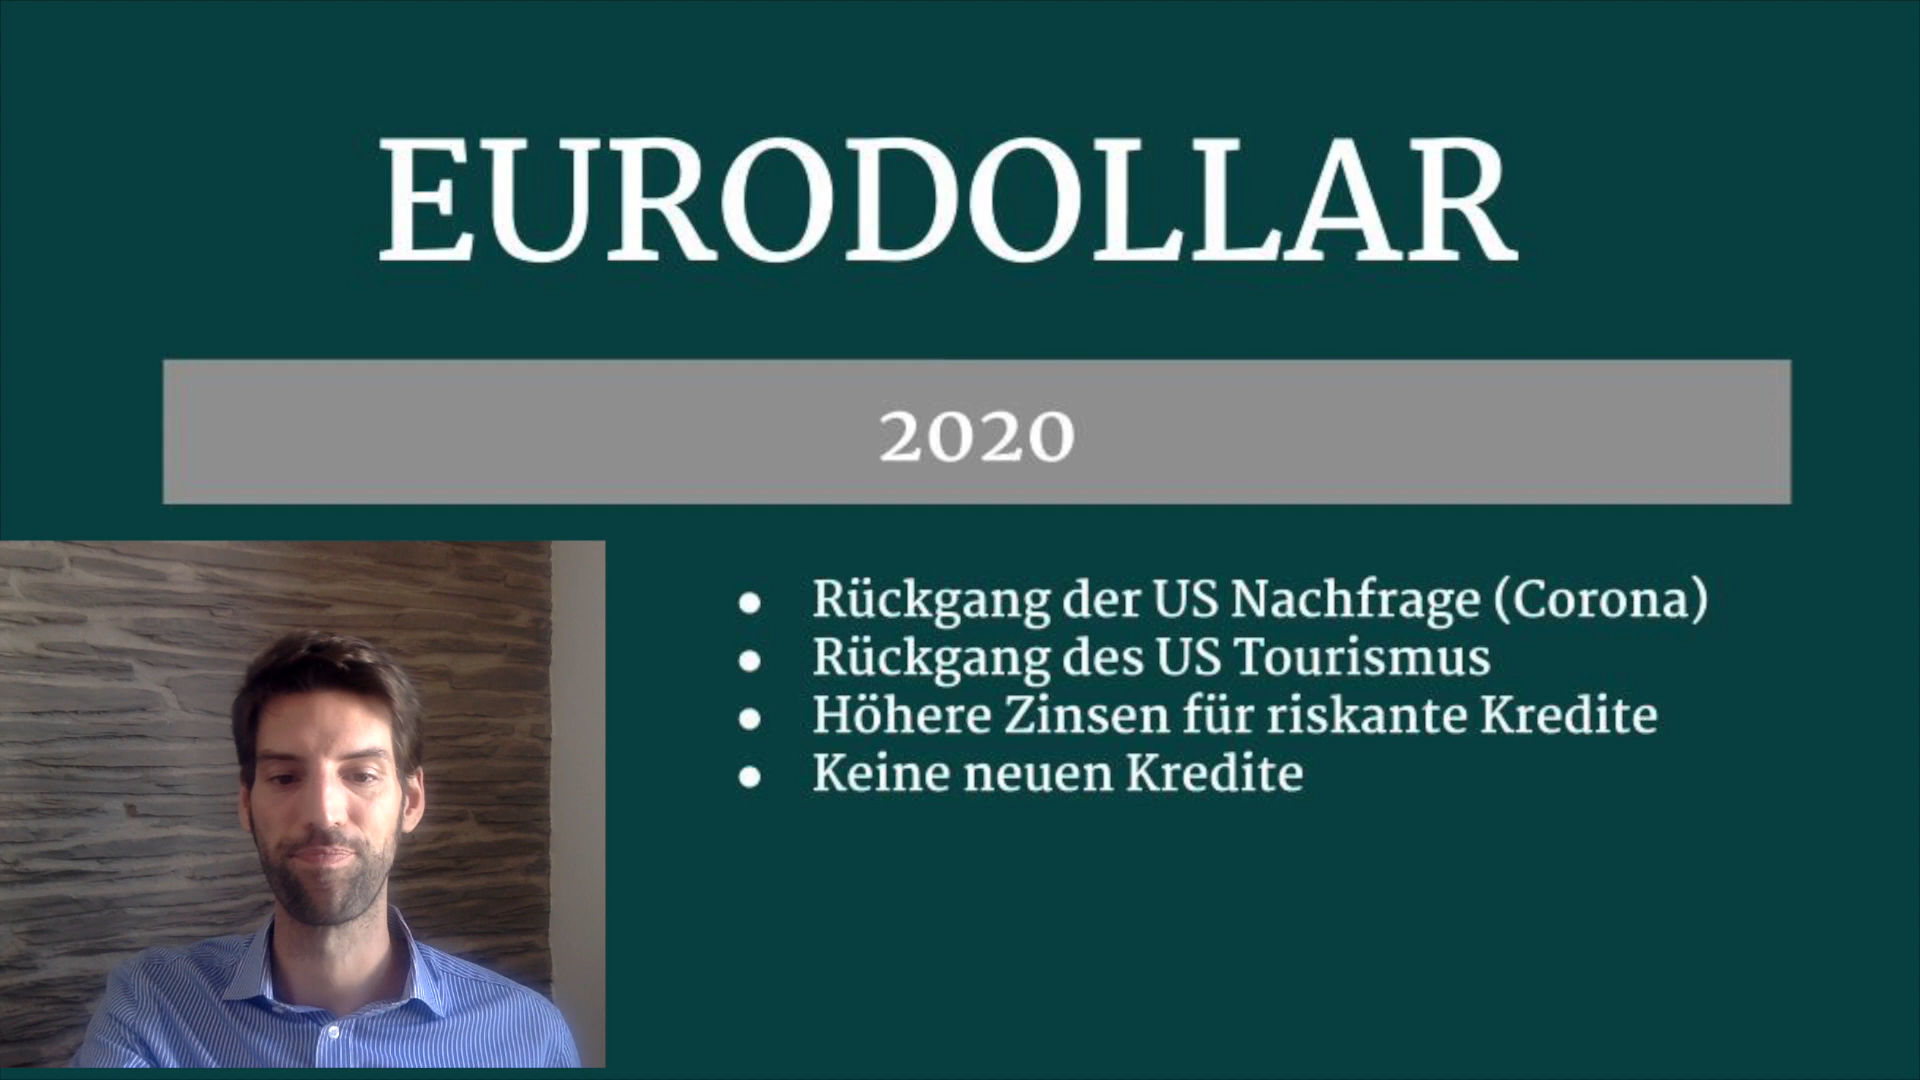 EURODOLLAR
2020
● Rückgang der US Nachfrage (Corona)
● Rückgang des US Tourismus
● Höhere Zinsen für riskante Kredite
● Keine neuen Kredite